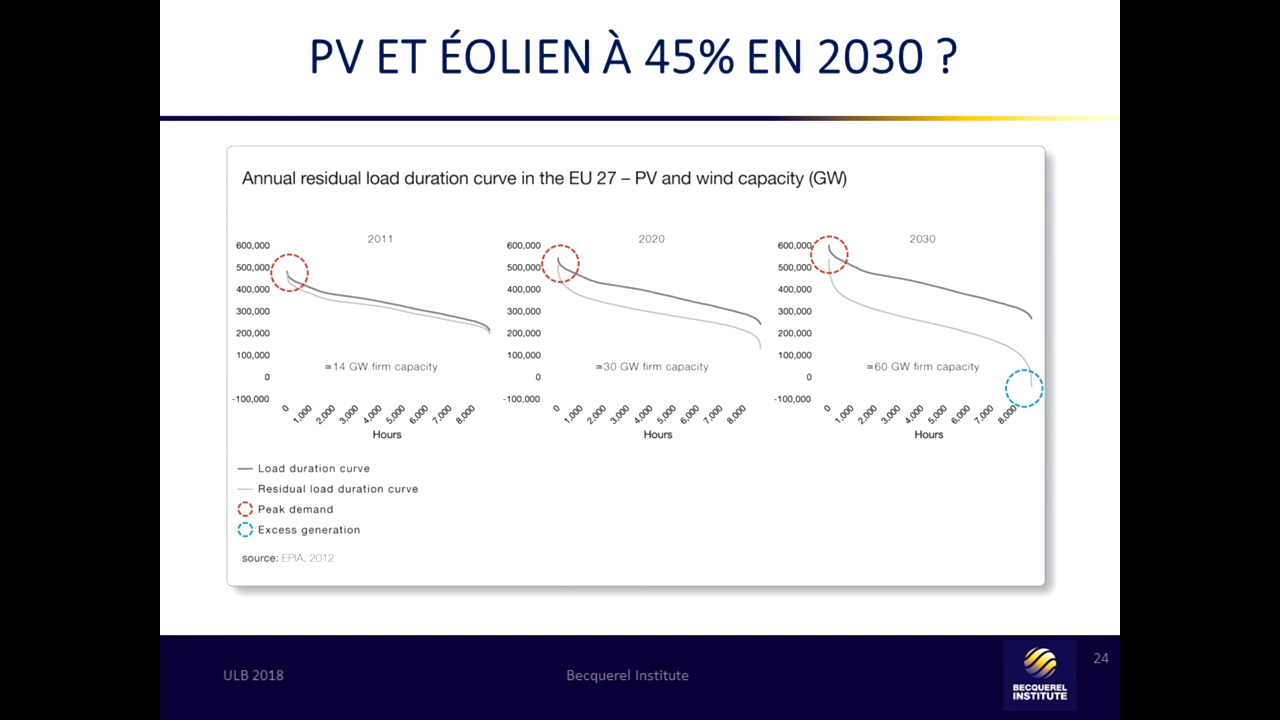 PV ET ÉOLIEN À 45% EN 2030 ?
Annual residual load duration curve in the EU 27 – PV and wind capacity (GW)
2011
600,000
500,000
400,000
300,000
200,000
100,000
0
-100,000
≃14 GW firm capacity
0 1,000 2,000 3,000 4,000 5,000 6,000 7,000 8,000
Hours
2020
600,000
500,000
400,000
300,000
200,000
100,000
0
-100,000
≃30 GW firm capacity
0 1,000 2,000 3,000 4,000 5,000 6,000 7,000 8,000
Hours
2030
600,000
500,000
400,000
300,000
200,000
100,000
0
-100,000
≃60 GW firm capacity
0 1,000 2,000 3,000 4,000 5,000 6,000 7,000 8,000
Hours
Load duration curve
Residual load duration curve
Peak demand
Excess generation
source: EPIA, 2012
ULB 2018
Becquerel Institute
BECQUEREL
INSTITUTE
24